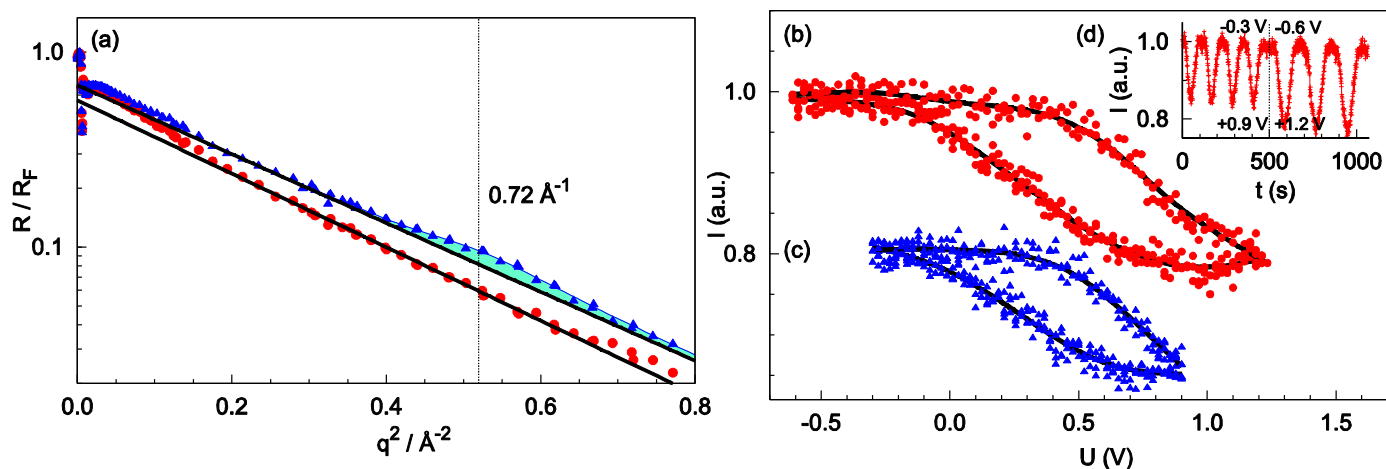 (a)
1.0
0.1
R / R_F
0.72 Å⁻¹
0.0 0.2 0.4 0.6 0.8
q² / Å⁻²
(b)
(c)
1.0
0.8
I (a.u.)
-0.5 0.0 0.5 1.0 1.5
U (V)
(d)
-0.3 V -0.6 V
1.0
0.8
I (a.u.)
+0.9 V +1.2 V
0 500 1000
t (s)